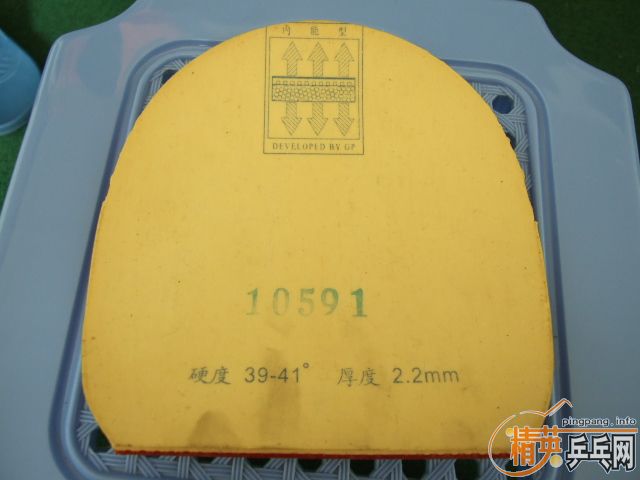 内能型
DEVELOPED BY GP
10591
硬度 39-41° 厚度 2.2mm
pingpang.info
精英乒乓网